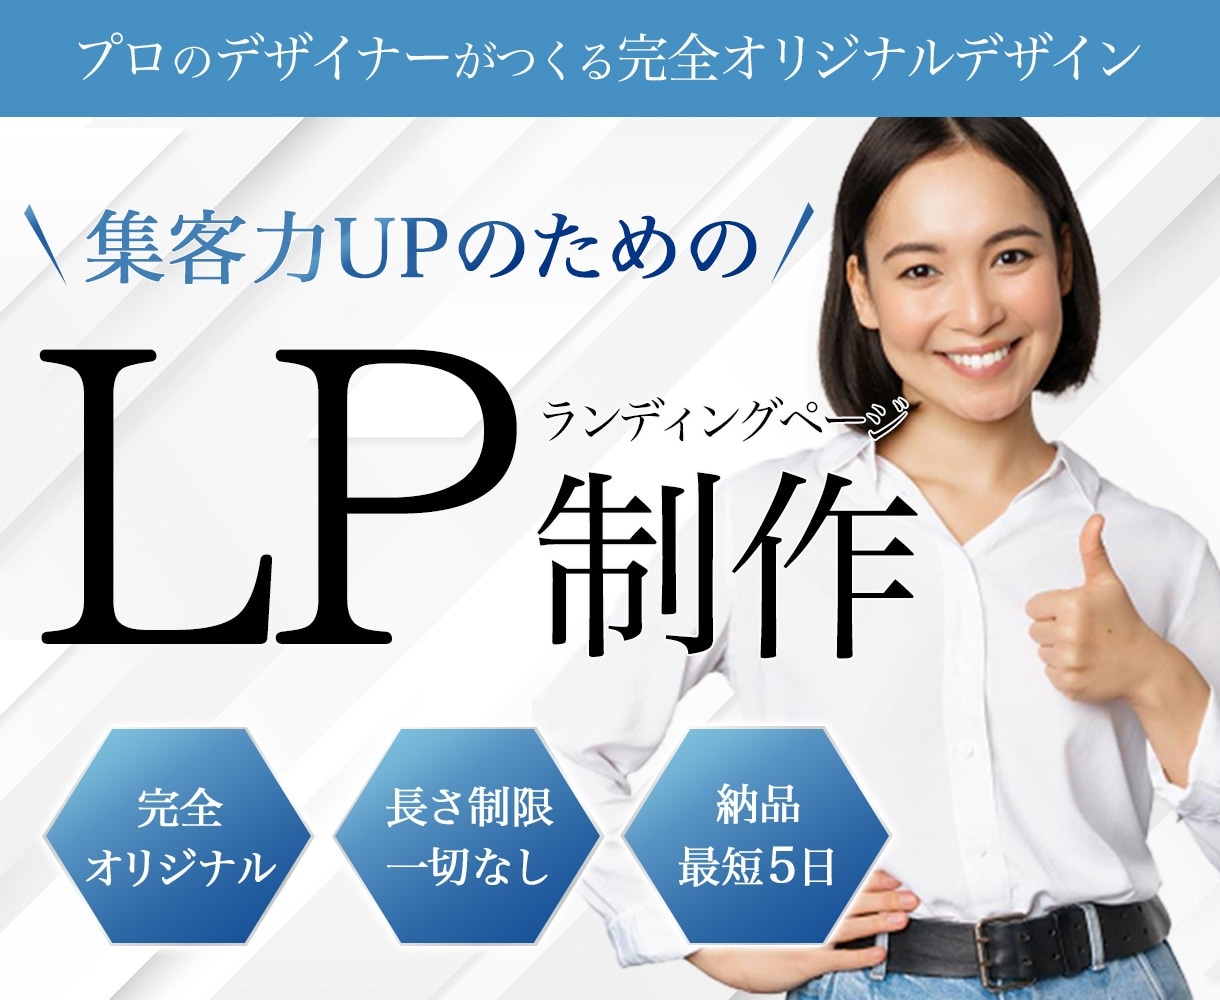 プロのデザイナーがつくる完全オリジナルデザイン
集客力UPのための
LP
ランディングページ
制作
完全
オリジナル
長さ制限
一切なし
納品
最短5日